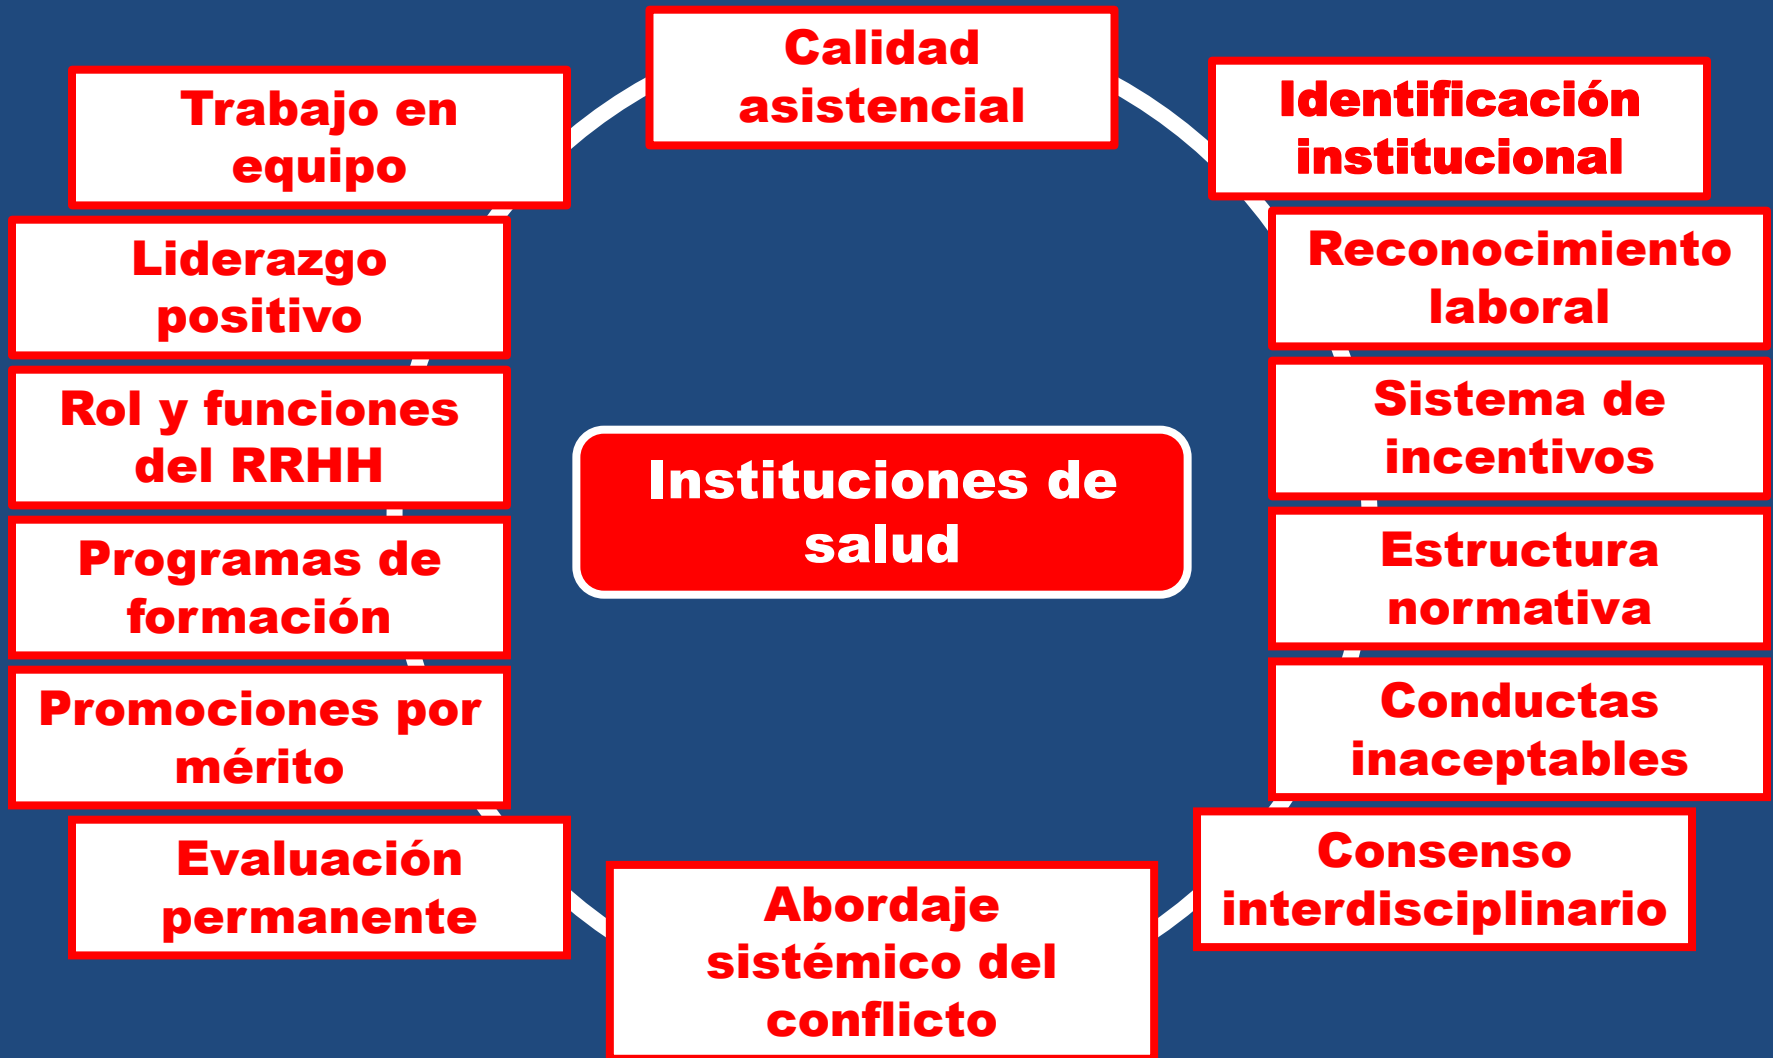 Calidad
asistencial
Identificación
institucional
Reconocimiento
laboral
Sistema de
incentivos
Estructura
normativa
Conductas
inaceptables
Consenso
interdisciplinario
Abordaje
sistémico del
conflicto
Evaluación
permanente
Promociones por
mérito
Programas de
formación
Rol y funciones
del RRHH
Liderazgo
positivo
Trabajo en
equipo
Instituciones de
salud